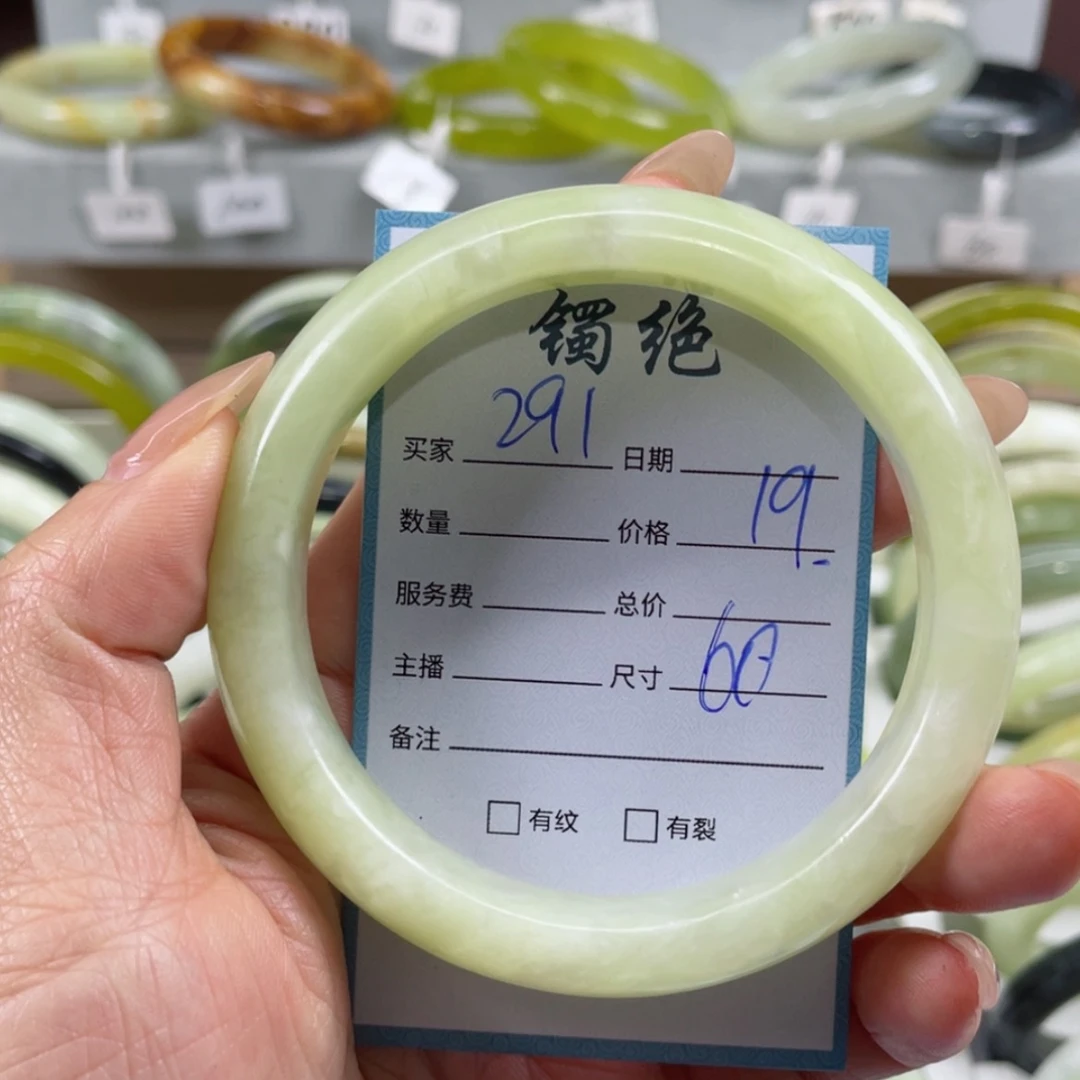 镯绝
买家 291 日期
数量 价格 19.-
服务费 总价
主播 尺寸 60
备注
□ 有纹 □ 有裂